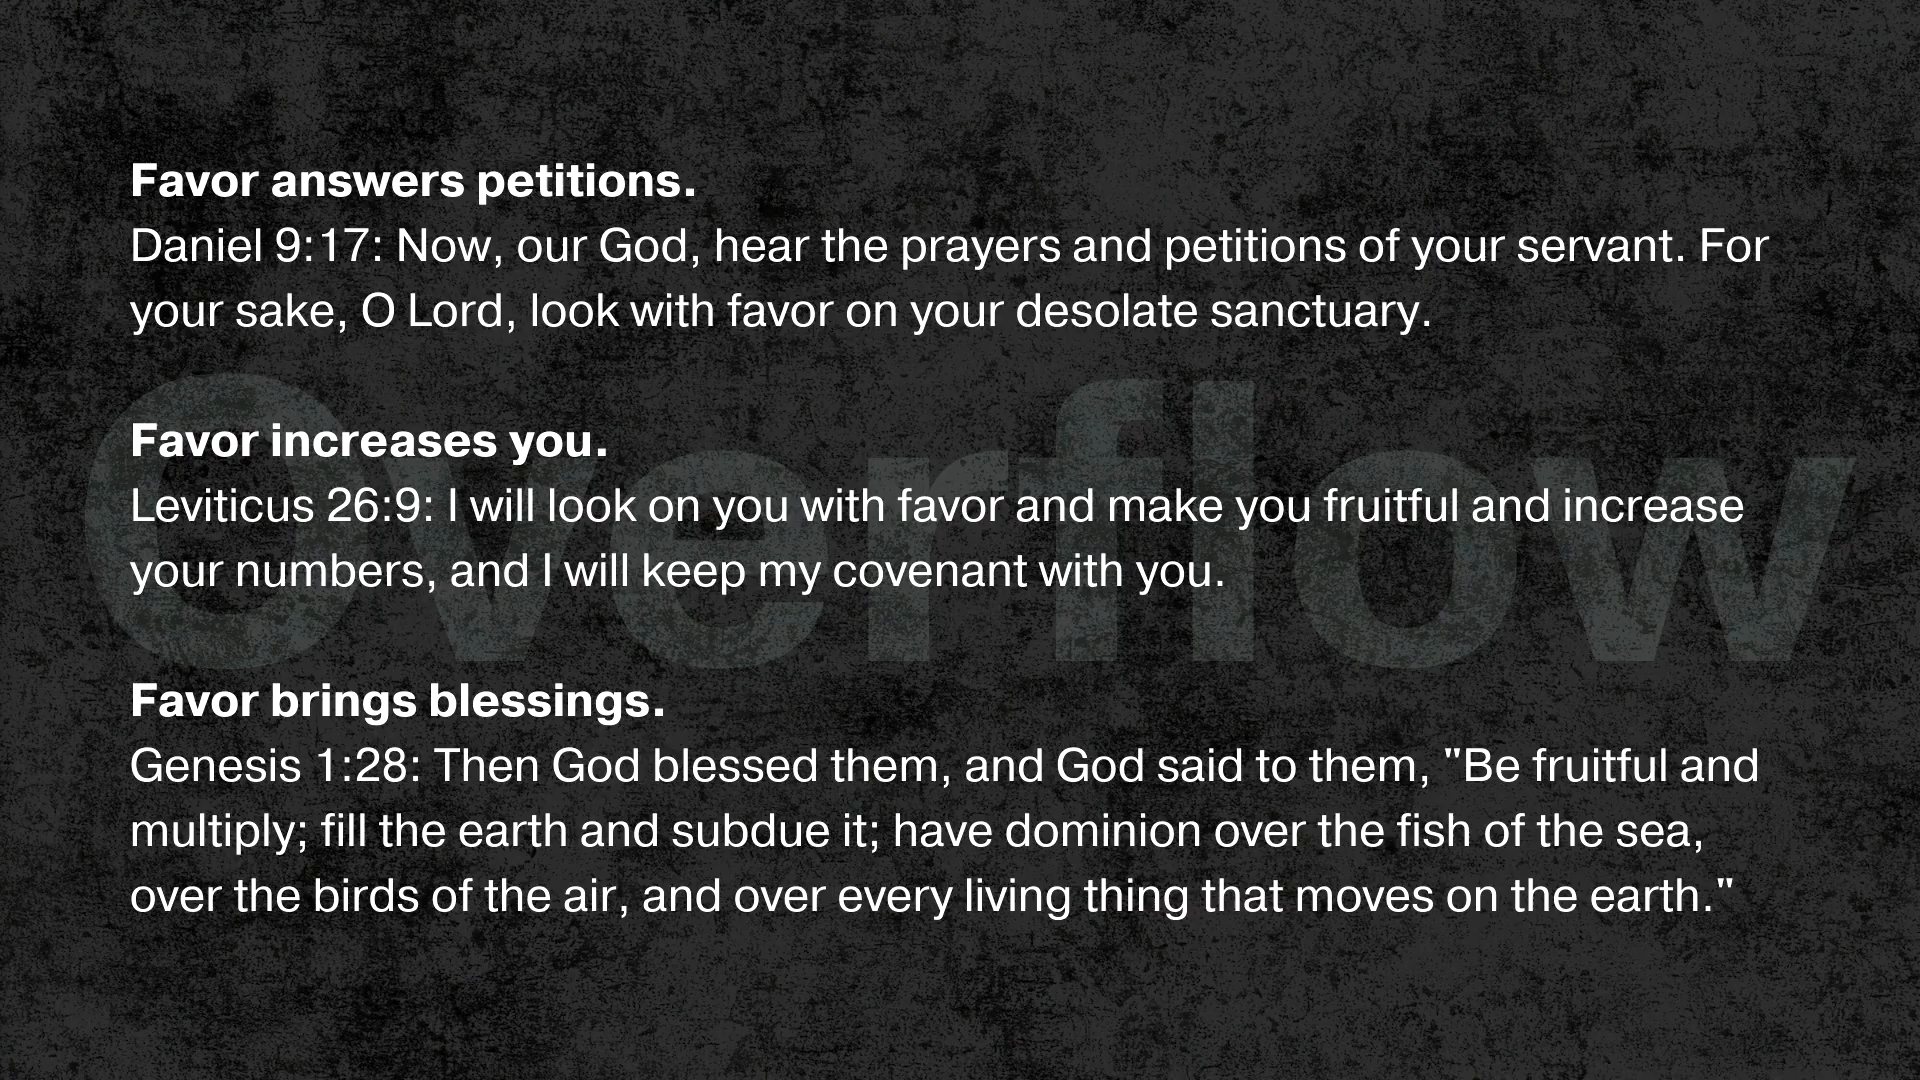 Favor answers petitions.
Daniel 9:17: Now, our God, hear the prayers and petitions of your servant. For
your sake, O Lord, look with favor on your desolate sanctuary.
Overflow
Favor increases you.
Leviticus 26:9: I will look on you with favor and make you fruitful and increase
your numbers, and I will keep my covenant with you.
Favor brings blessings.
Genesis 1:28: Then God blessed them, and God said to them, "Be fruitful and
multiply; fill the earth and subdue it; have dominion over the fish of the sea,
over the birds of the air, and over every living thing that moves on the earth."